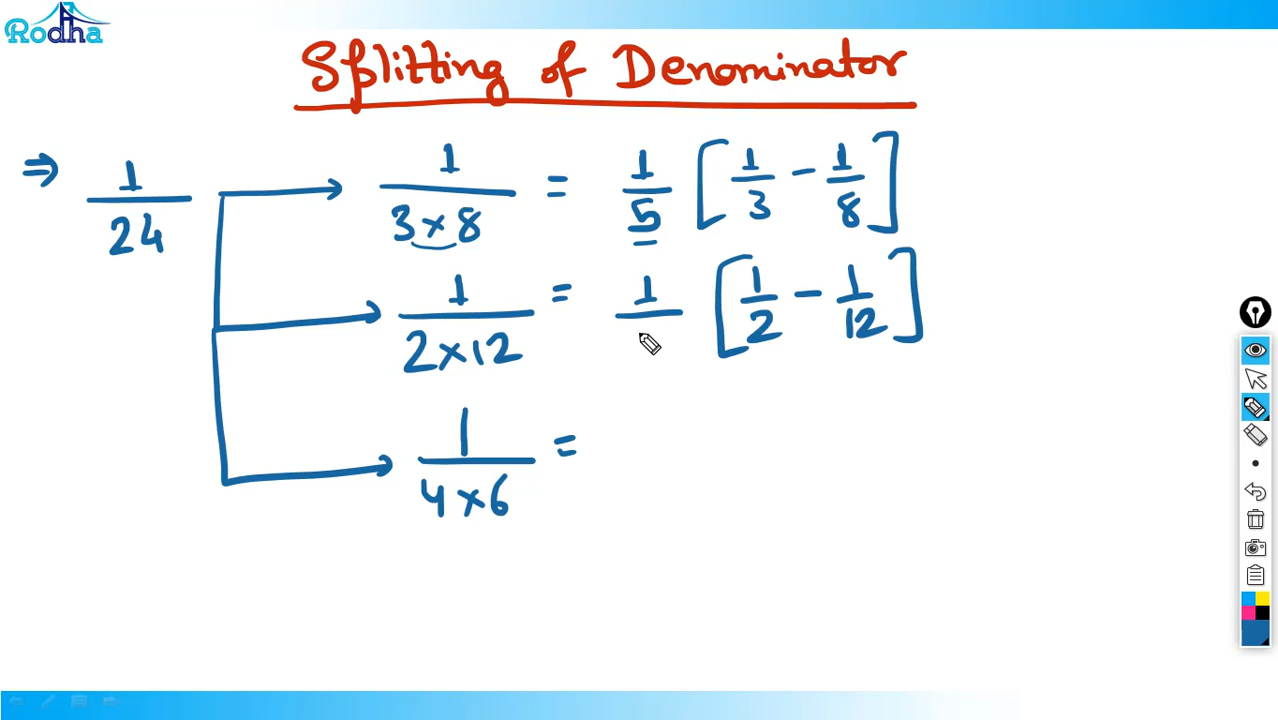 Rodha
Splitting of Denominator
⇒ 1/24 → 1/(3×8) = 1/5 [1/3 - 1/8]
→ 1/(2×12) = 1/ [1/2 - 1/12]
→ 1/(4×6) =